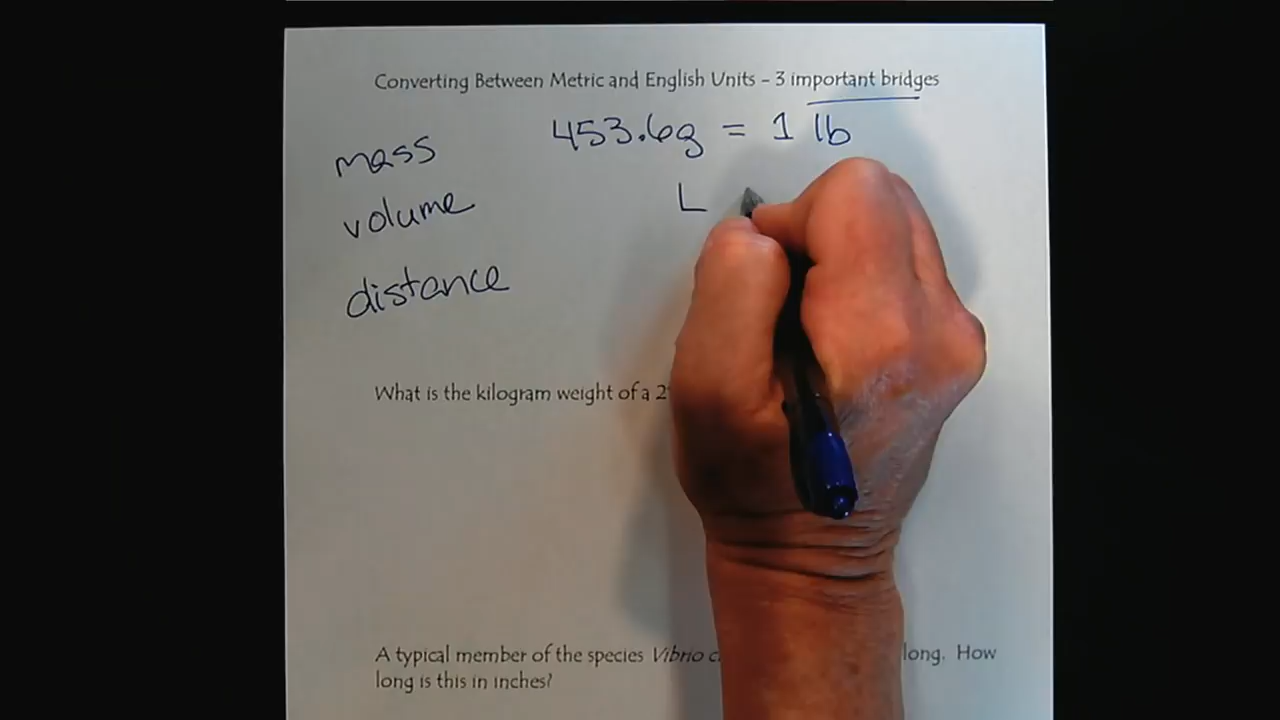 Converting Between Metric and English Units - 3 important bridges
mass 453.6g = 1 lb
volume L
distance
What is the kilogram weight of a
A typical member of the species Vibrio long. How
long is this in inches?